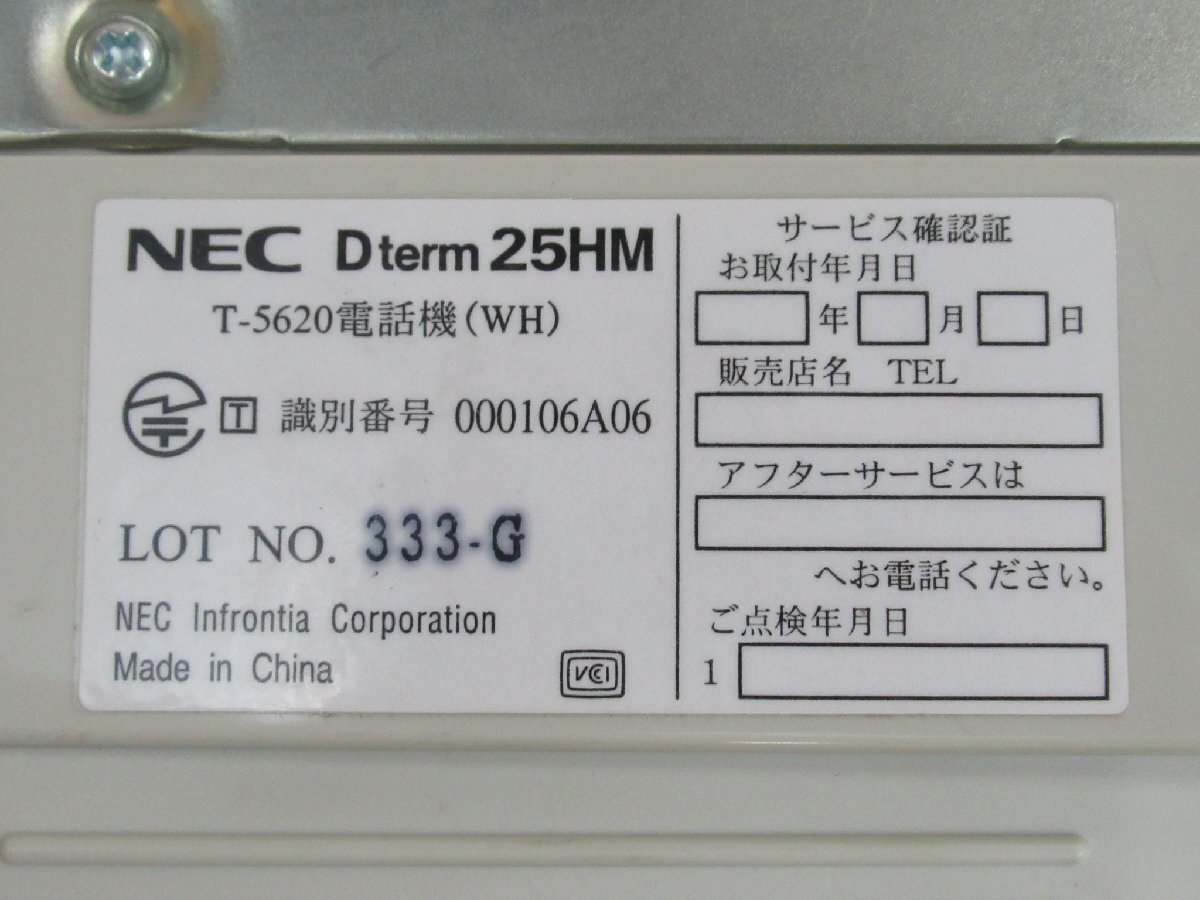 NEC Dterm25HM
T-5620電話機(WH)
T 識別番号 000106A06
LOT NO. 333-G
NEC Infrontia Corporation
Made in China
VCCI
サービス確認証
お取付年月日
年 月 日
販売店名 TEL
アフターサービスは
へお電話ください。
ご点検年月日
1